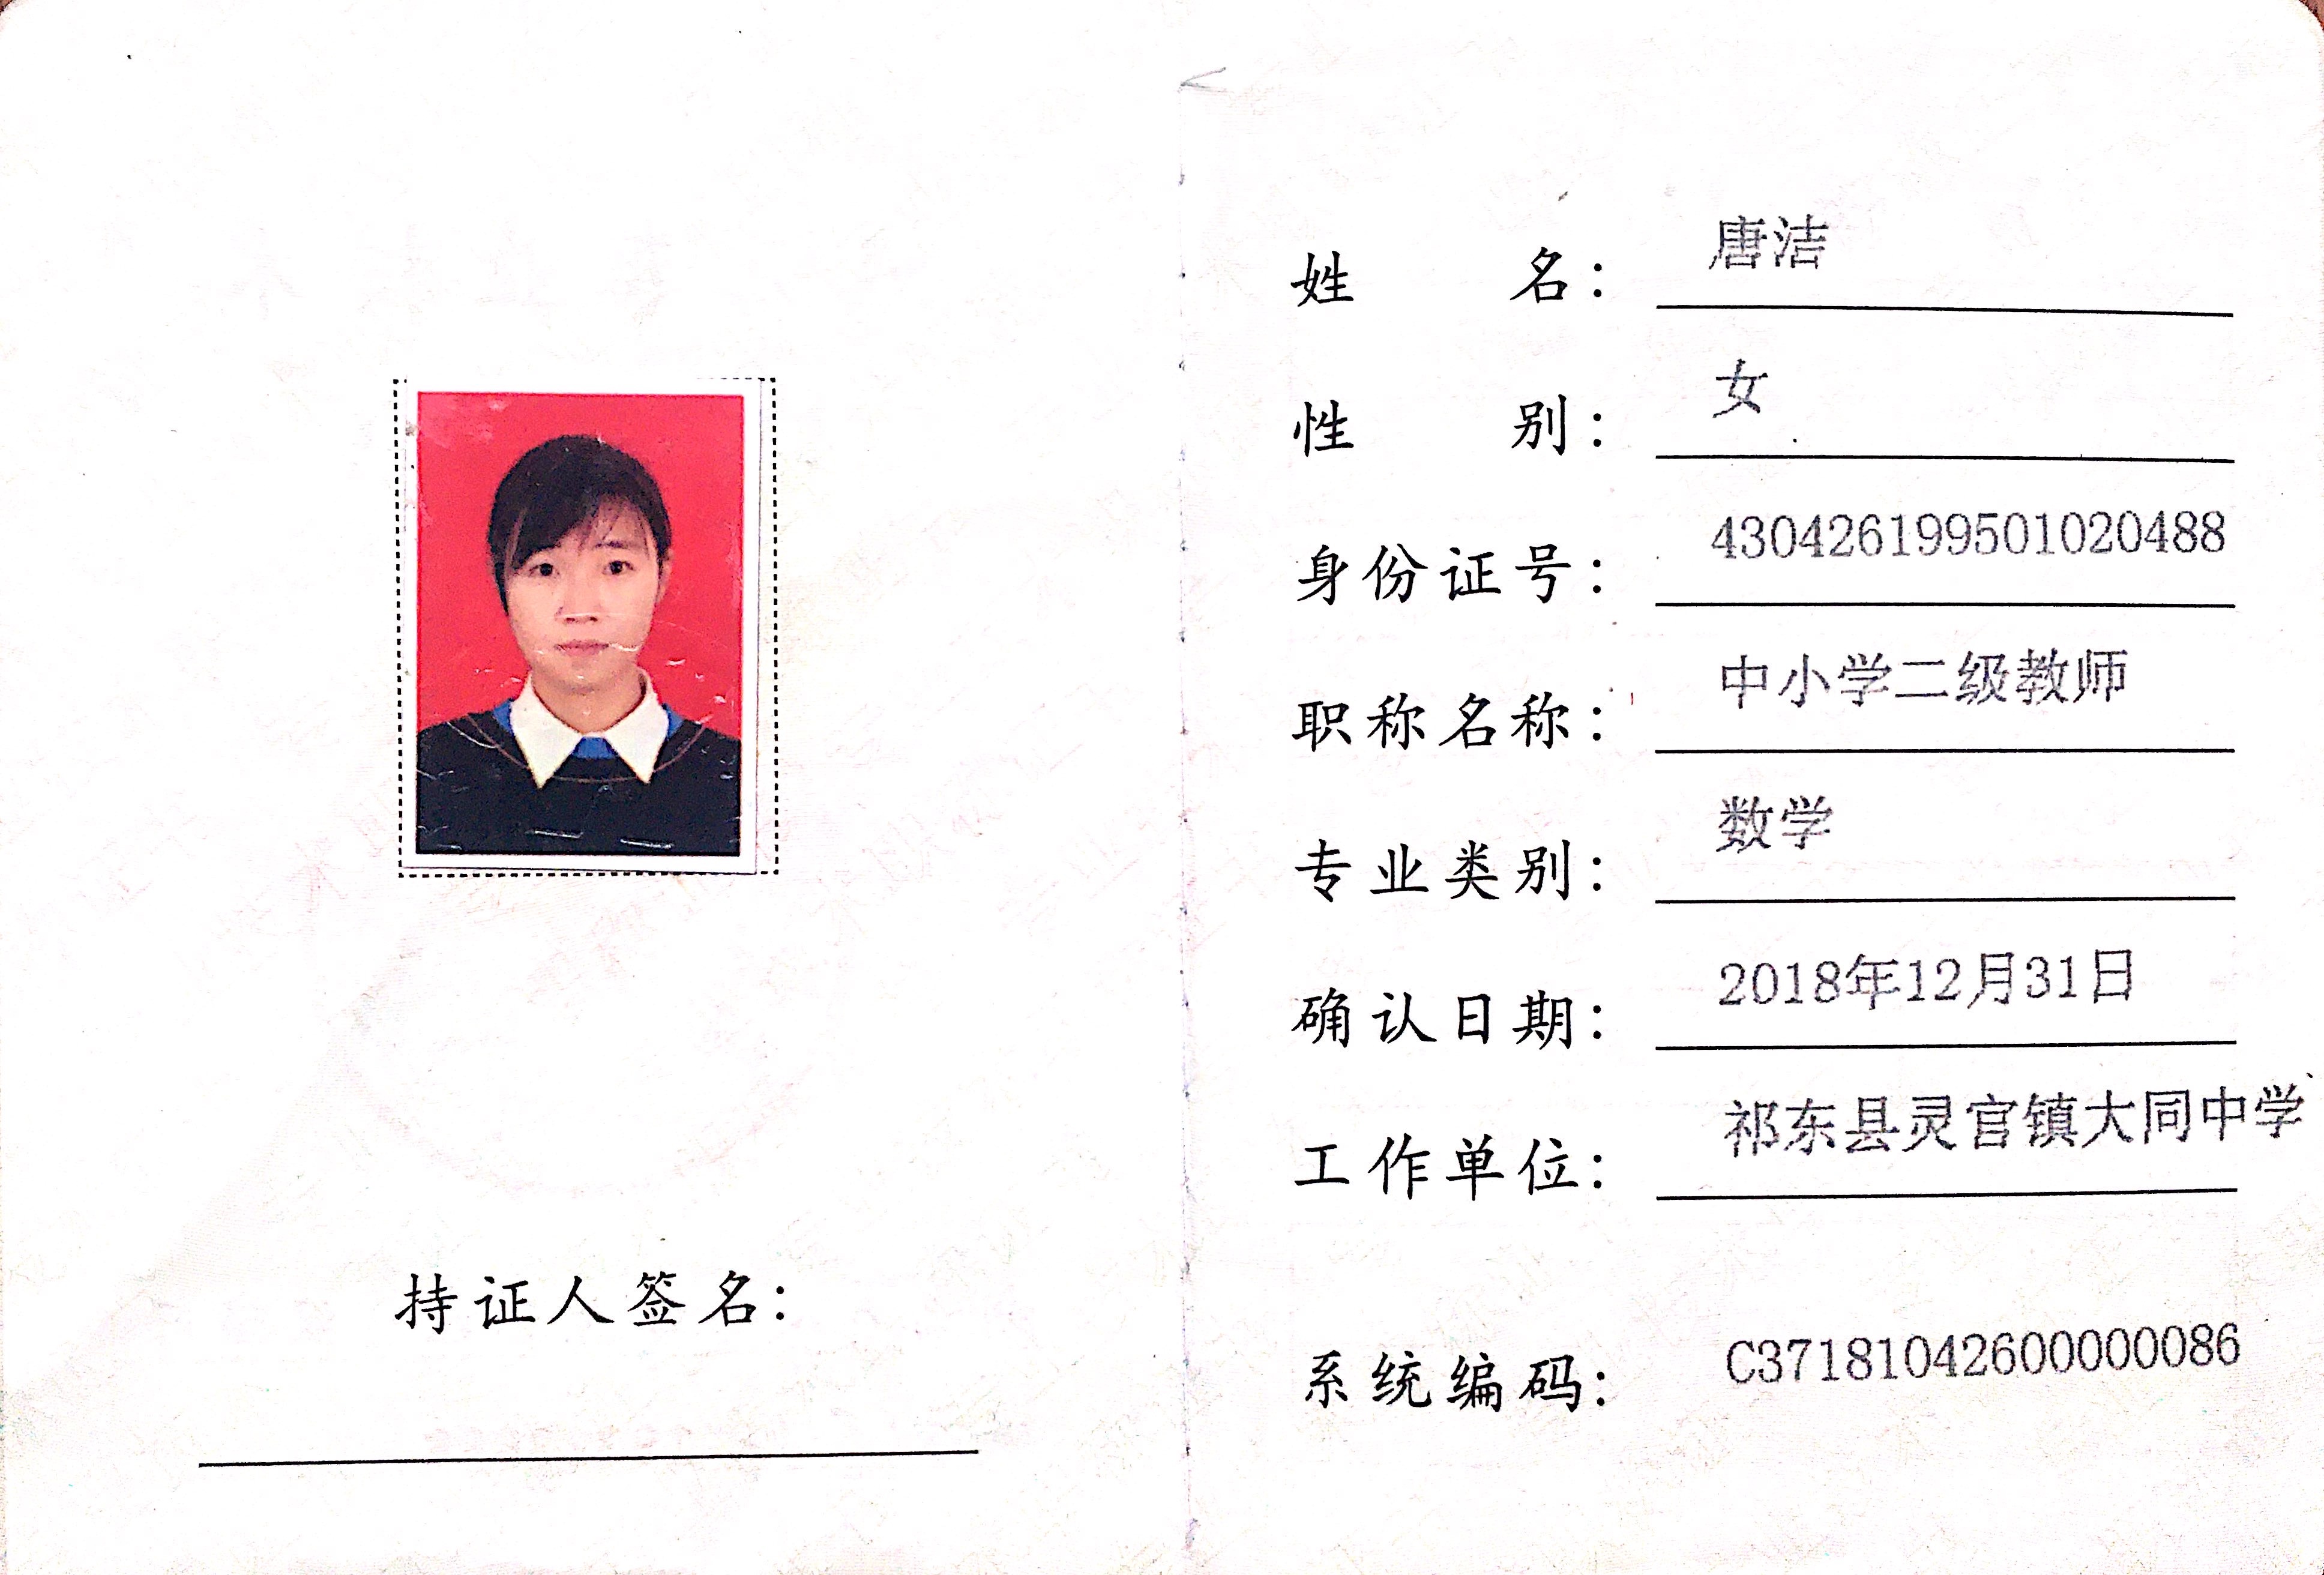 持证人签名:
姓名: 唐洁
性别: 女
身份证号: 430426199501020488
职称名称: 中小学二级教师
专业类别: 数学
确认日期: 2018年12月31日
工作单位: 祁东县灵官镇大同中学
系统编码: C37181042600000086